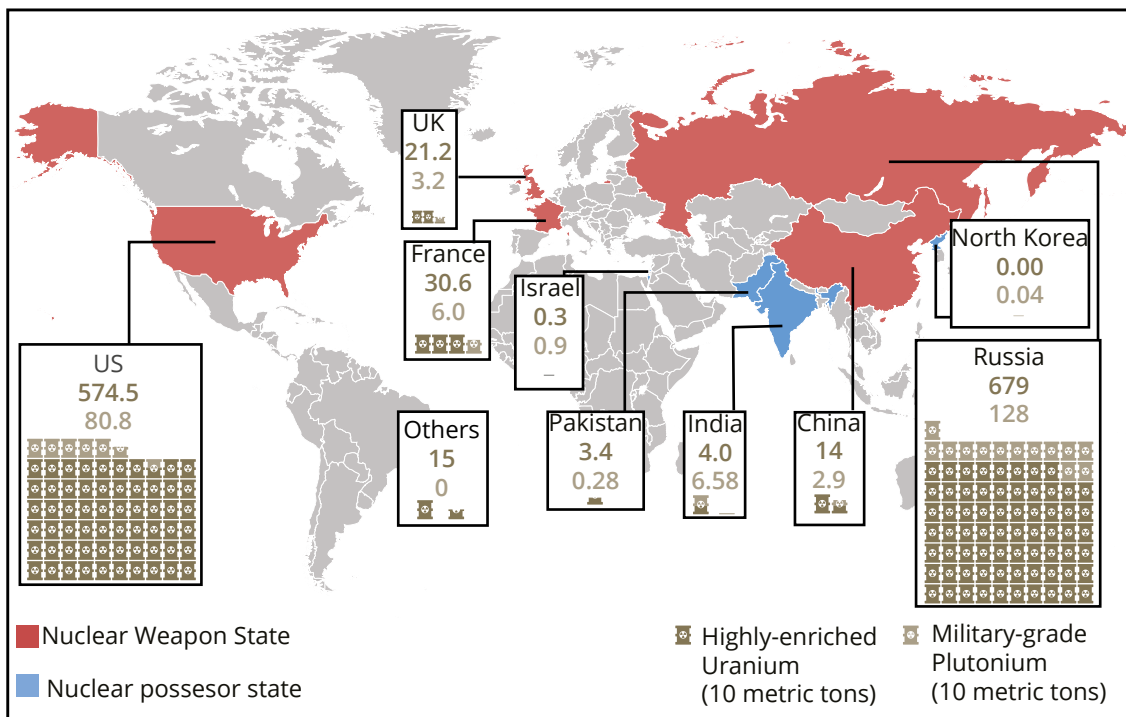 UK
21.2
3.2
France
30.6
6.0
Israel
0.3
0.9
North Korea
0.00
0.04
US
574.5
80.8
Others
15
0
Pakistan
3.4
0.28
India
4.0
6.58
China
14
2.9
Russia
679
128
Nuclear Weapon State
Nuclear possesor state
Highly-enriched
Uranium
(10 metric tons)
Military-grade
Plutonium
(10 metric tons)